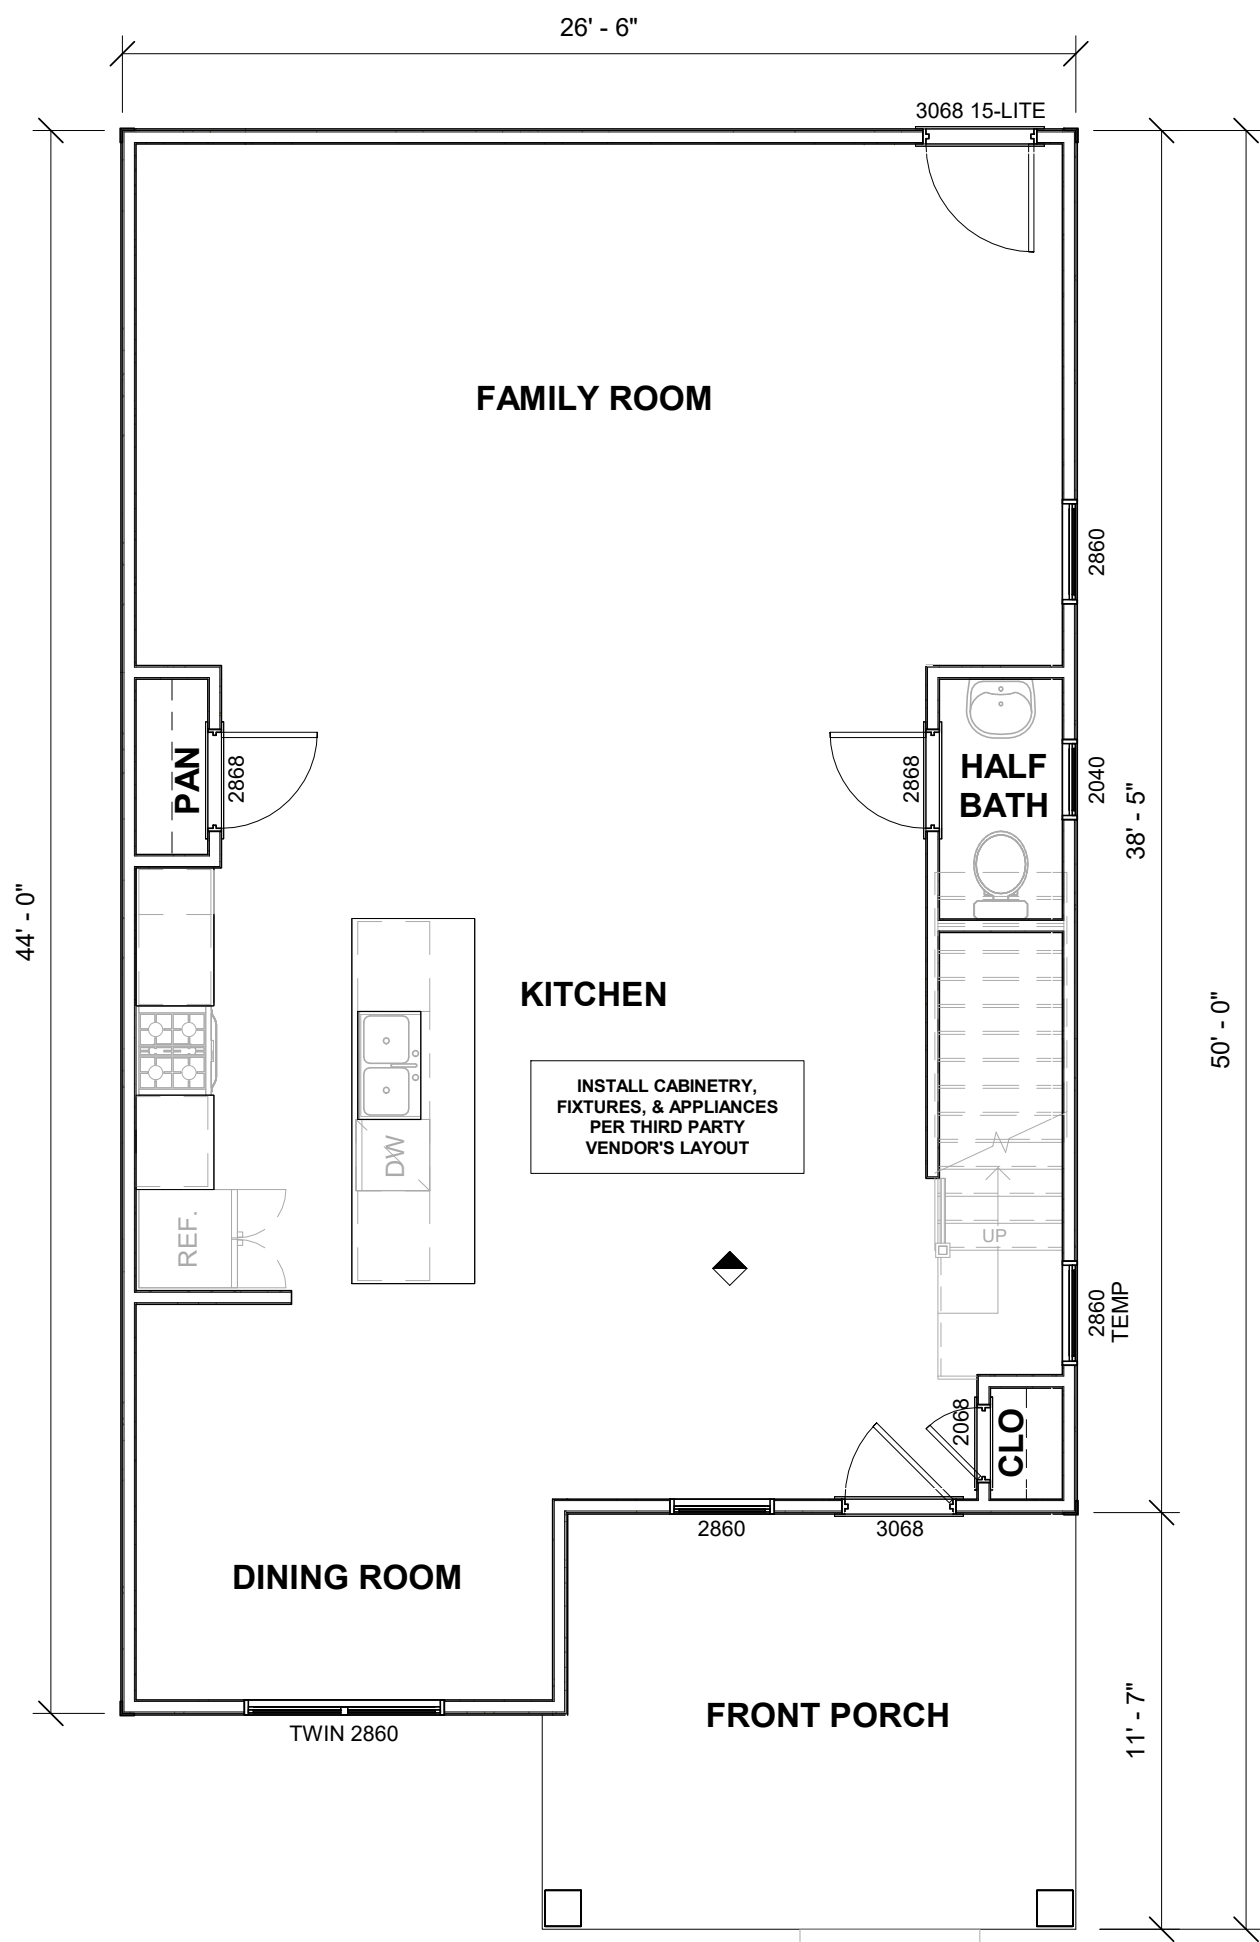 26' - 6"
3068 15-LITE
FAMILY ROOM
2860
PAN
2868
2868
HALF
BATH
2040
38' - 5"
44' - 0"
KITCHEN
50' - 0"
INSTALL CABINETRY,
FIXTURES, & APPLIANCES
PER THIRD PARTY
VENDOR'S LAYOUT
DW
REF.
UP
2860
TEMP
2068
CLO
2860
3068
DINING ROOM
FRONT PORCH
11' - 7"
TWIN 2860